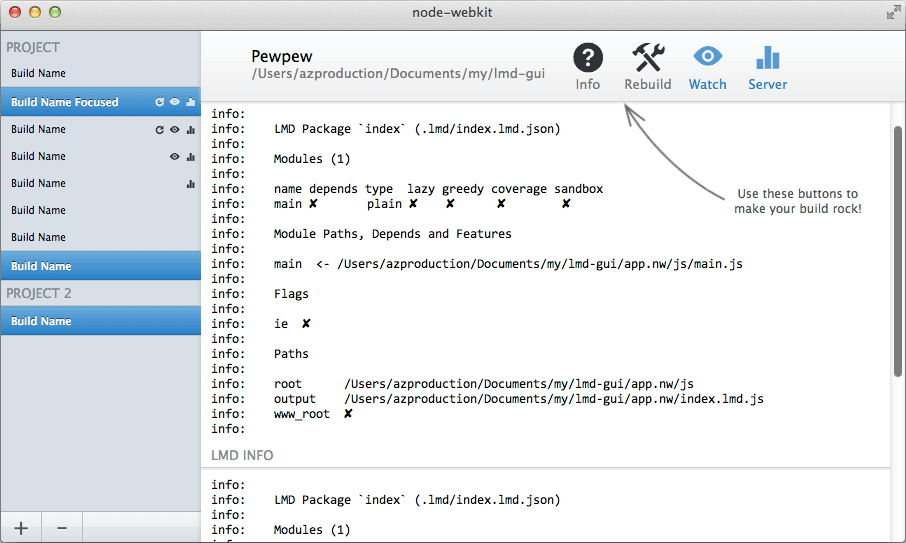 node-webkit
PROJECT
Build Name
Build Name Focused
Build Name
Build Name
Build Name
Build Name
Build Name
Build Name
PROJECT 2
Build Name
Pewpew
/Users/azproduction/Documents/my/lmd-gui
Info
Rebuild
Watch
Server
Use these buttons to
make your build rock!
info:
info: LMD Package `index` (.lmd/index.lmd.json)
info:
info: Modules (1)
info:
info: name depends type lazy greedy coverage sandbox
info: main ✘ plain ✘ ✘ ✘ ✘
info:
info: Module Paths, Depends and Features
info:
info: main <- /Users/azproduction/Documents/my/lmd-gui/app.nw/js/main.js
info:
info: Flags
info:
info: ie ✘
info:
info: Paths
info:
info: root /Users/azproduction/Documents/my/lmd-gui/app.nw/js
info: output /Users/azproduction/Documents/my/lmd-gui/app.nw/index.lmd.js
info: www_root ✘
info:
LMD INFO
info:
info: LMD Package `index` (.lmd/index.lmd.json)
info:
info: Modules (1)